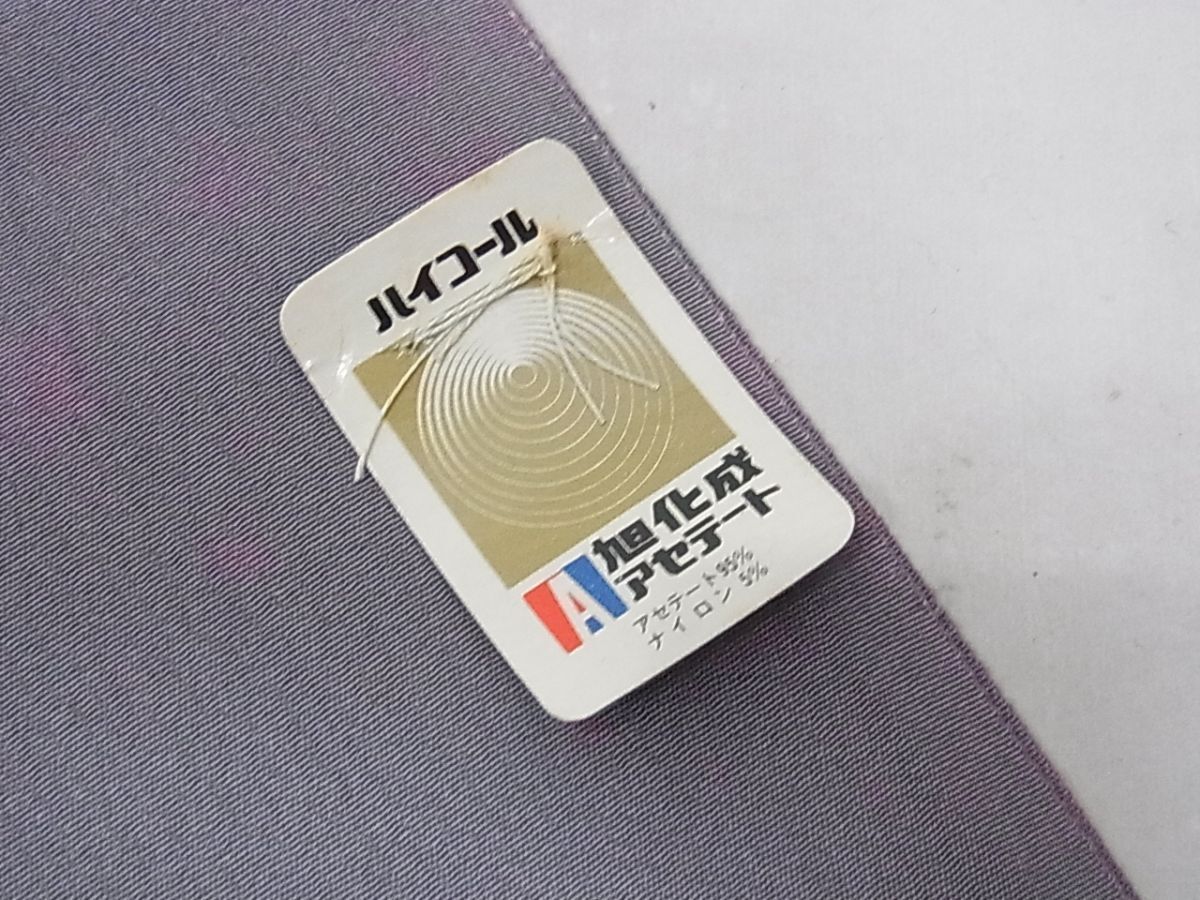 ハイコール
旭化成
アセテート
A
アセテート95%
ナイロン 5%